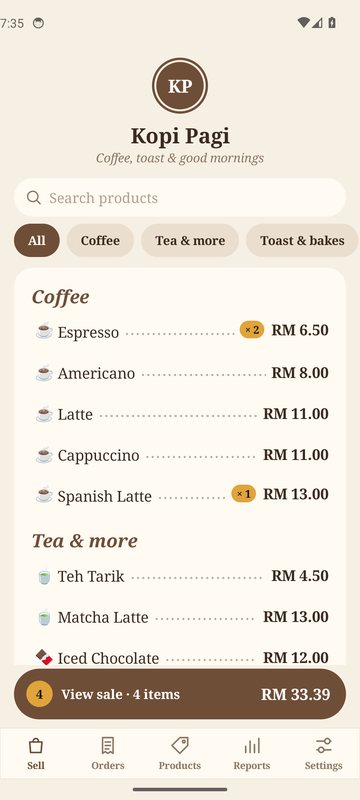 7:35
KP
Kopi Pagi
Coffee, toast & good mornings
Search products
All Coffee Tea & more Toast & bakes
Coffee
Espresso × 2 RM 6.50
Americano RM 8.00
Latte RM 11.00
Cappuccino RM 11.00
Spanish Latte × 1 RM 13.00
Tea & more
Teh Tarik RM 4.50
Matcha Latte RM 13.00
Iced Chocolate RM 12.00
4 View sale · 4 items RM 33.39
Sell Orders Products Reports Settings